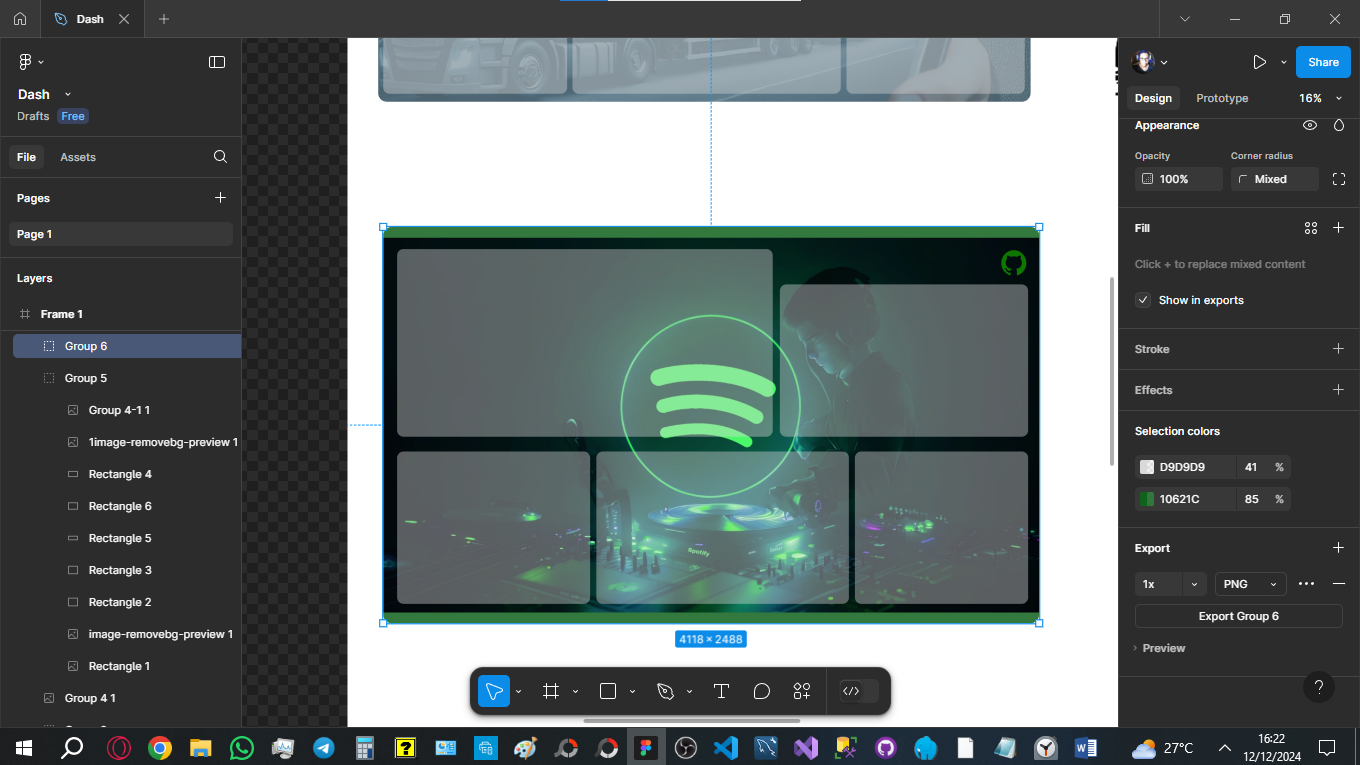 Dash
Dash
Drafts Free
File Assets
Pages
Page 1
Layers
Frame 1
Group 6
Group 5
Group 4-1 1
1image-removebg-preview 1
Rectangle 4
Rectangle 6
Rectangle 5
Rectangle 3
Rectangle 2
image-removebg-preview 1
Rectangle 1
Group 4 1
Spotify
4118 × 2488
Share
Design Prototype 16%
Appearance
Opacity Corner radius
100% Mixed
Fill
Click + to replace mixed content
Show in exports
Stroke
Effects
Selection colors
D9D9D9 41 %
10621C 85 %
Export
1x PNG
Export Group 6
Preview
?
27°C
16:22
12/12/2024